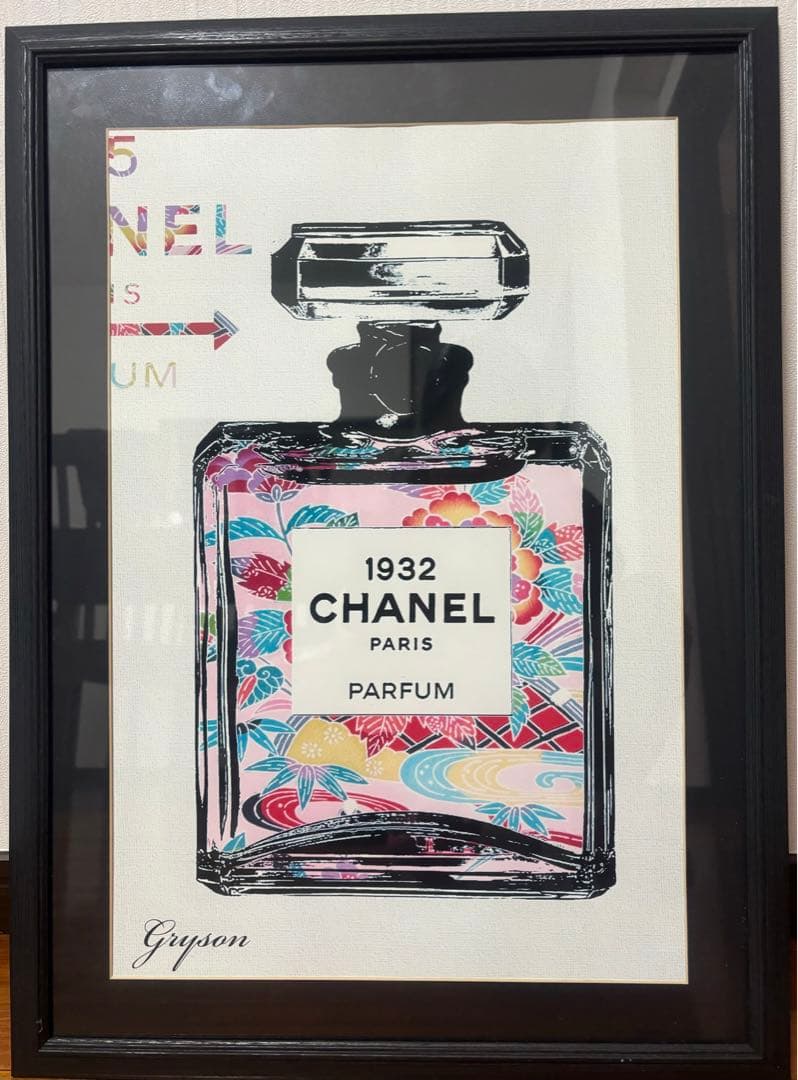 5
NEL
IS
UM
1932
CHANEL
PARIS
PARFUM
Gryson